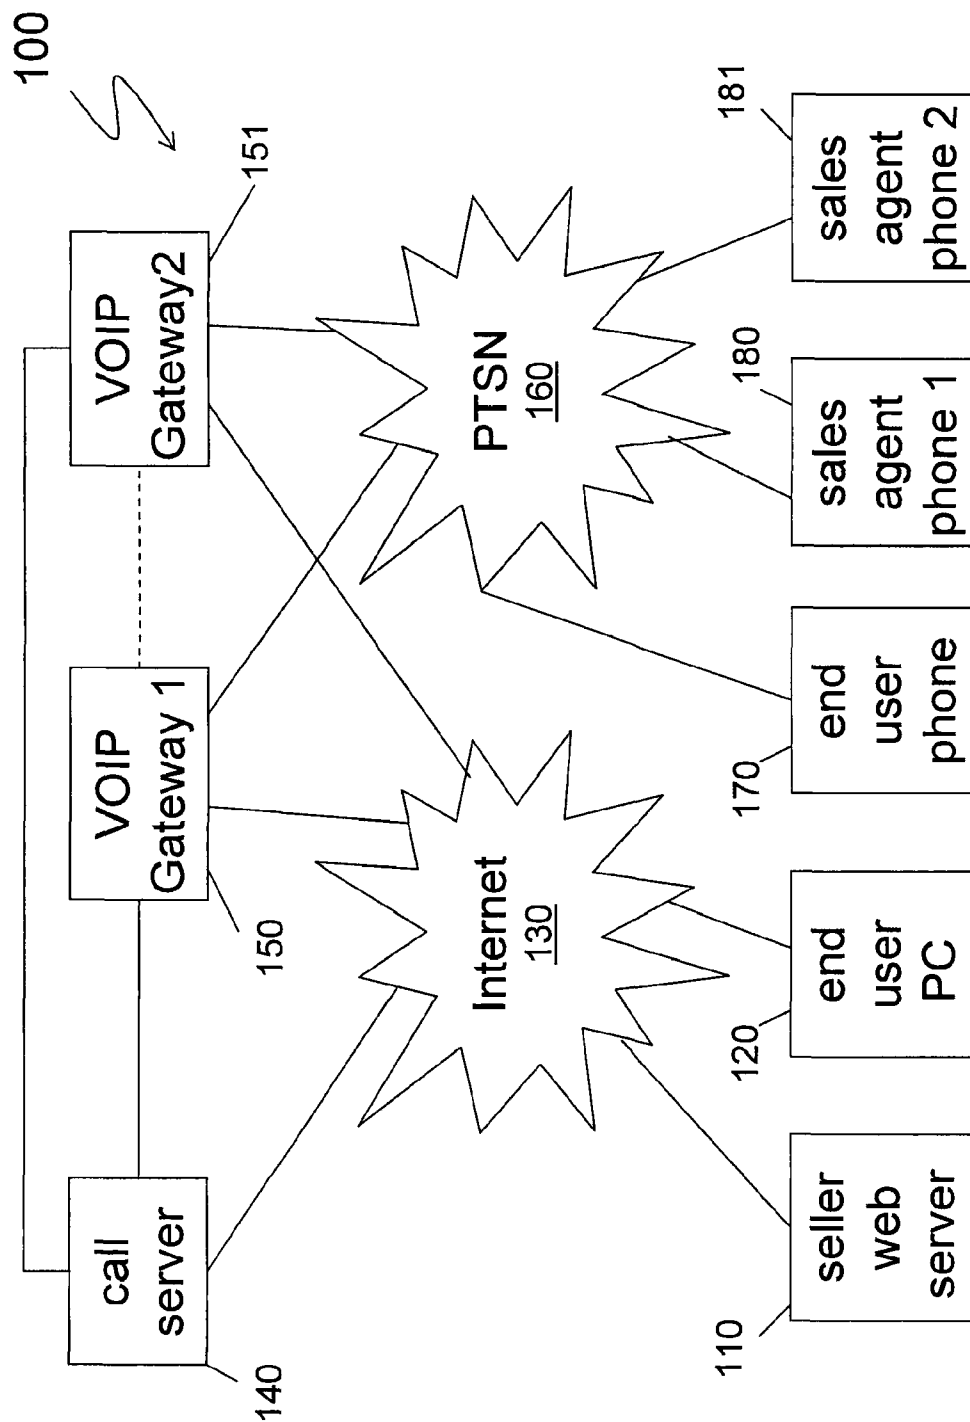 100
call
server
140
VOIP
Gateway 1
150
VOIP
Gateway2
151
Internet
130
PTSN
160
seller
web
server
110
end
user
PC
120
end
user
phone
170
sales
agent
phone 1
180
sales
agent
phone 2
181